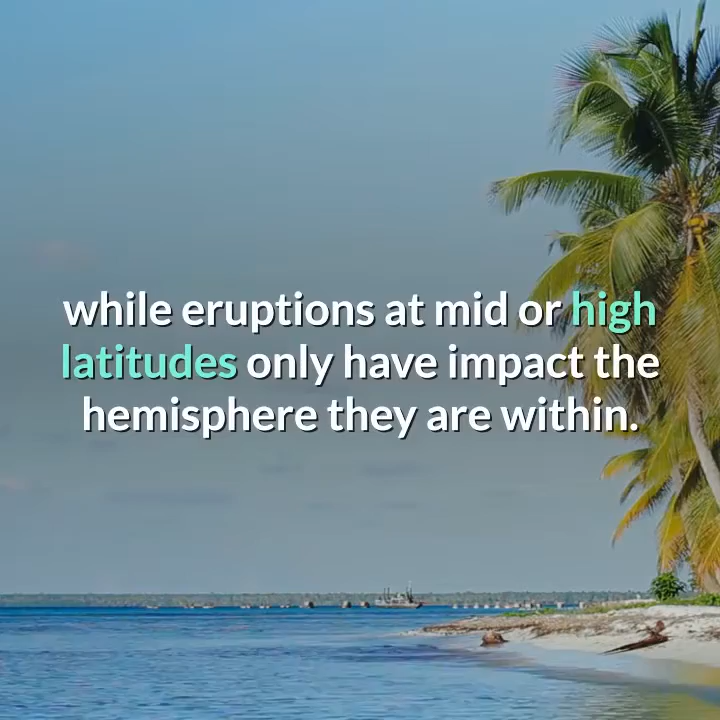 while eruptions at mid or high
latitudes only have impact the
hemisphere they are within.